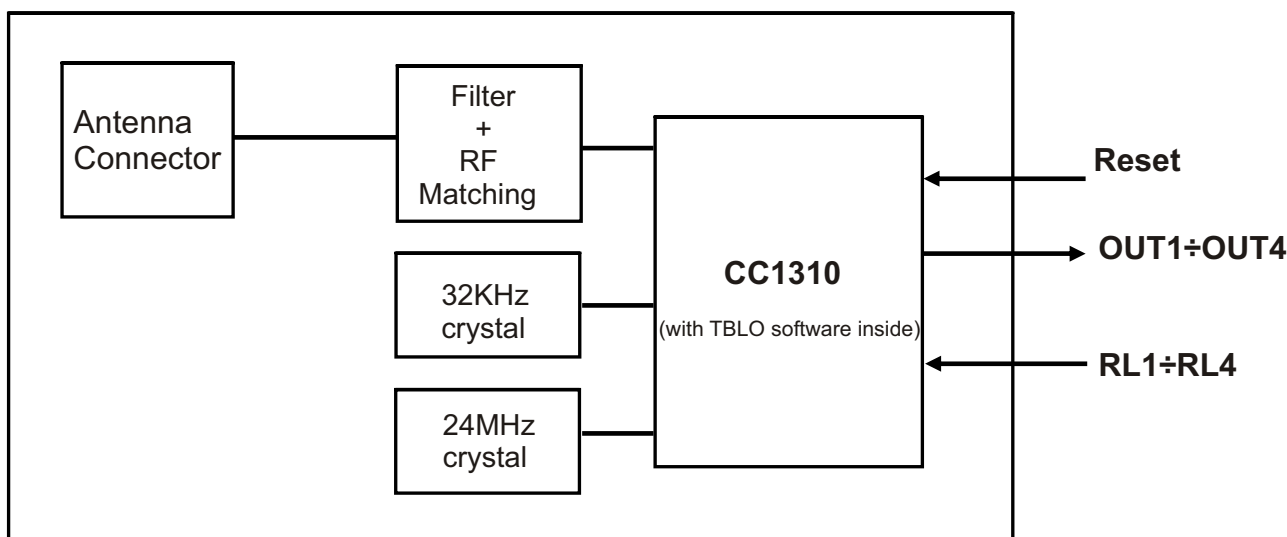 Antenna
Connector
Filter
+
RF
Matching
32KHz
crystal
24MHz
crystal
CC1310
(with TBLO software inside)
Reset
OUT1÷OUT4
RL1÷RL4